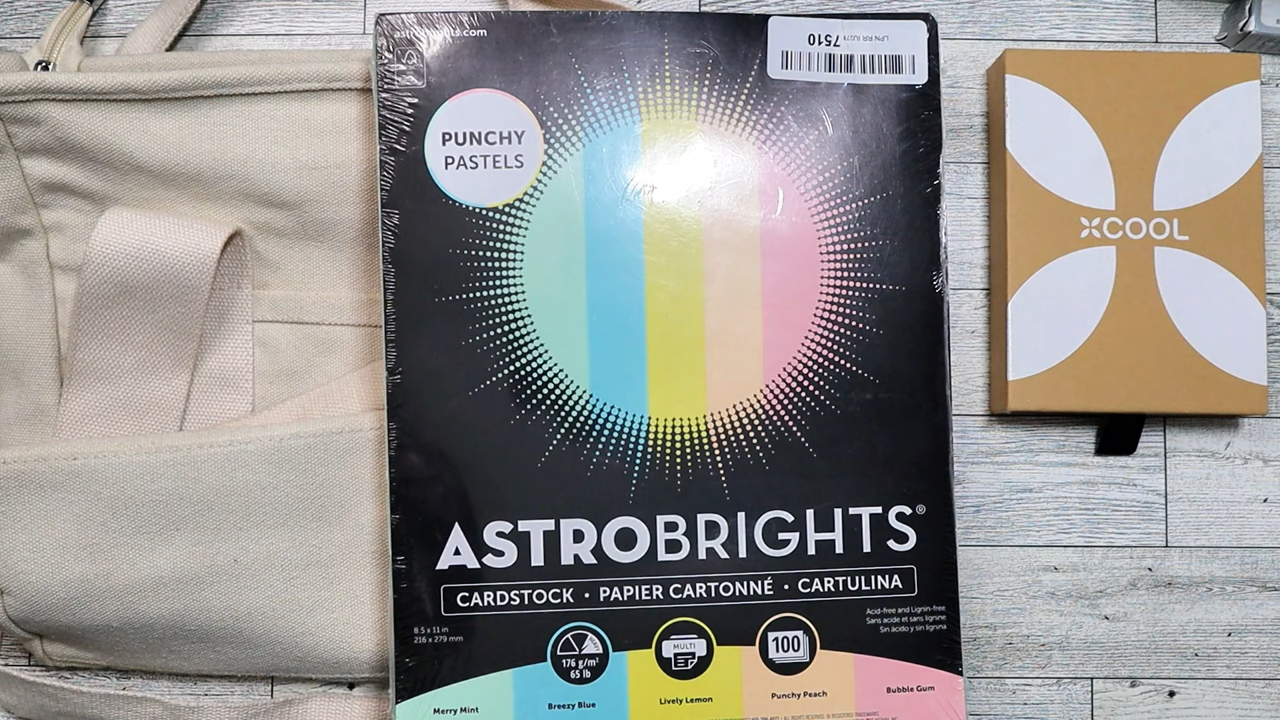 astrobrights.com
7510
PUNCHY
PASTELS
XCOOL
ASTROBRIGHTS®
CARDSTOCK • PAPIER CARTONNÉ • CARTULINA
8.5 x 11 in
216 x 279 mm
Acid-free and Lignin-free
Sans acide et sans lignine
Sin ácido y sin lignina
176 g/m²
65 lb
MULTI
100
Merry Mint
Breezy Blue
Lively Lemon
Punchy Peach
Bubble Gum